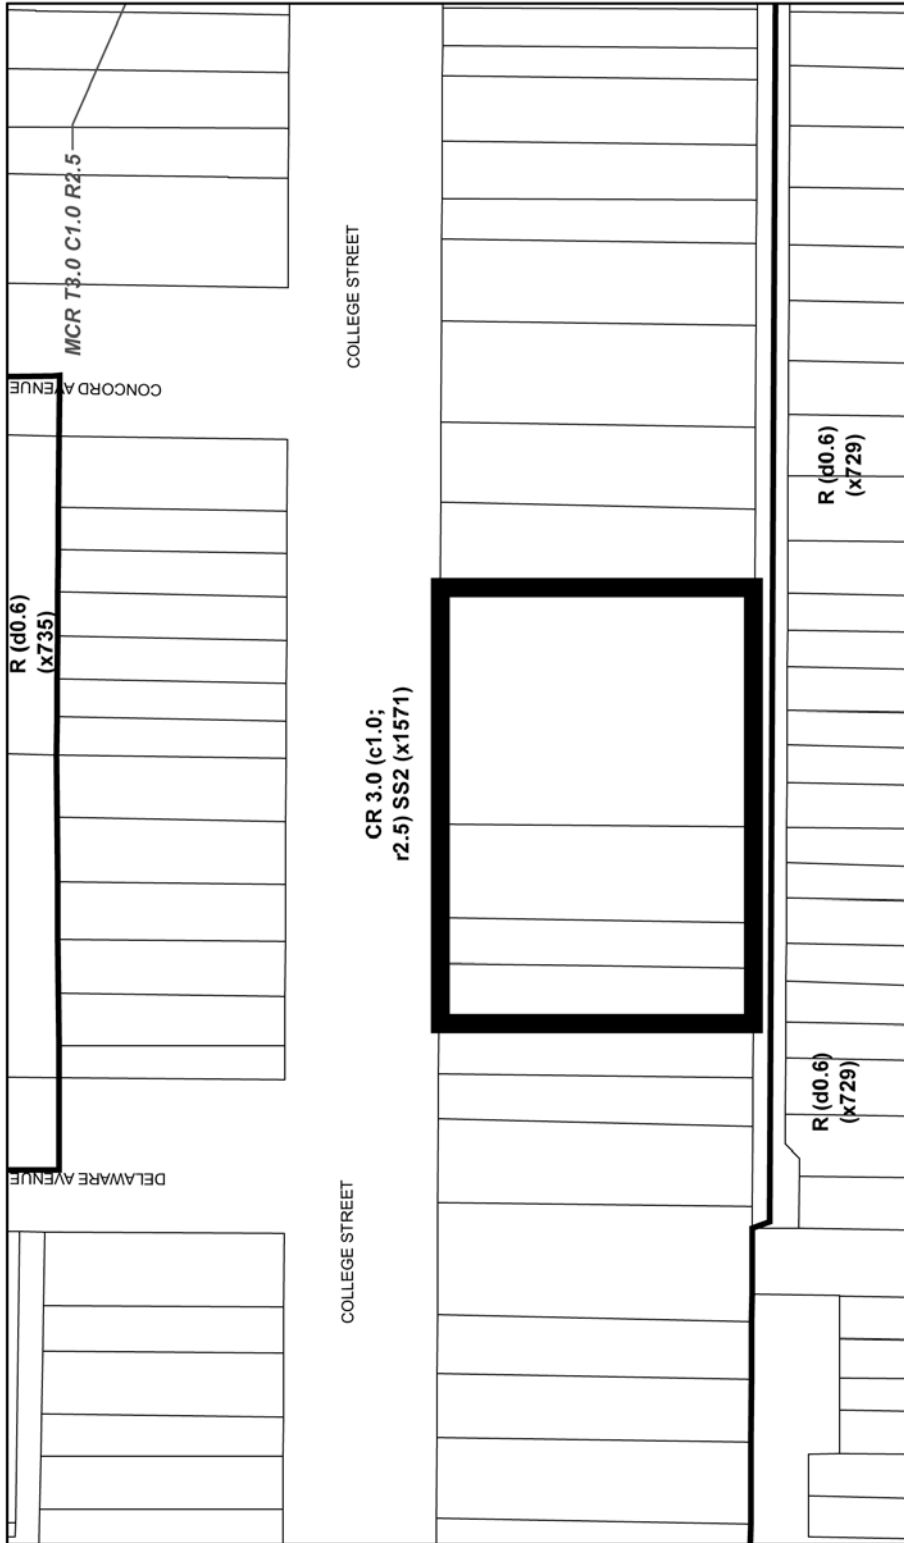 MCR T3.0 C1.0 R2.5
COLLEGE STREET
CONCORD AVENUE
R (d0.6)
(x729)
R (d0.6)
(x735)
CR 3.0 (c1.0;
r2.5) SS2 (x1571)
R (d0.6)
(x729)
DELAWARE AVENUE
COLLEGE STREET